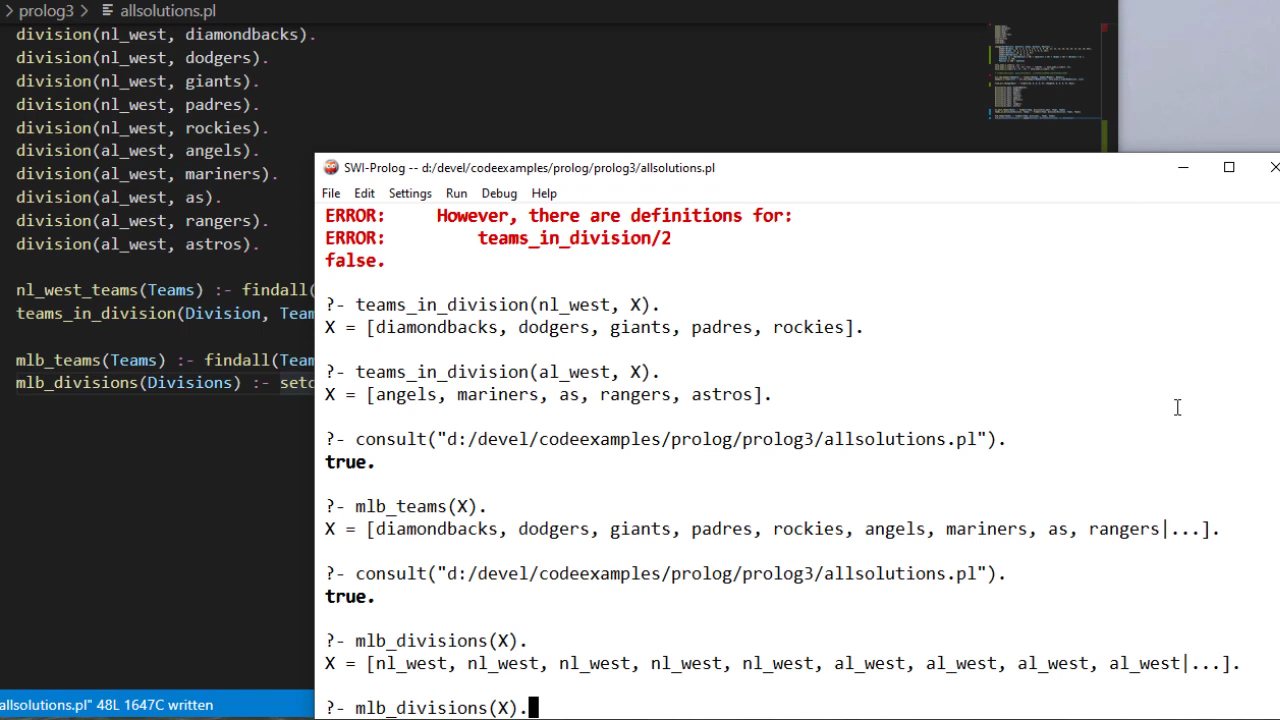 prolog3 > allsolutions.pl
division(nl_west, diamondbacks).
division(nl_west, dodgers).
division(nl_west, giants).
division(nl_west, padres).
division(nl_west, rockies).
division(al_west, angels).
division(al_west, mariners).
division(al_west, as).
division(al_west, rangers).
division(al_west, astros).
nl_west_teams(Teams) :- findall(
teams_in_division(Division, Team
mlb_teams(Teams) :- findall(Team
mlb_divisions(Divisions) :- seto
allsolutions.pl" 48L 1647C written
SWI-Prolog -- d:/devel/codeexamples/prolog/prolog3/allsolutions.pl
File Edit Settings Run Debug Help
ERROR: However, there are definitions for:
ERROR: teams_in_division/2
false.
?- teams_in_division(nl_west, X).
X = [diamondbacks, dodgers, giants, padres, rockies].
?- teams_in_division(al_west, X).
X = [angels, mariners, as, rangers, astros].
?- consult("d:/devel/codeexamples/prolog/prolog3/allsolutions.pl").
true.
?- mlb_teams(X).
X = [diamondbacks, dodgers, giants, padres, rockies, angels, mariners, as, rangers|...].
?- consult("d:/devel/codeexamples/prolog/prolog3/allsolutions.pl").
true.
?- mlb_divisions(X).
X = [nl_west, nl_west, nl_west, nl_west, nl_west, al_west, al_west, al_west, al_west|...].
?- mlb_divisions(X).